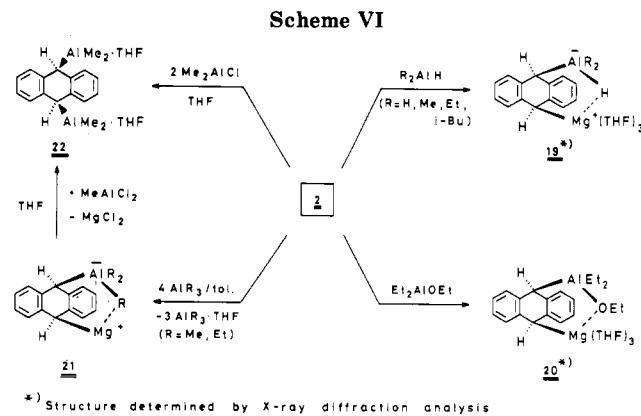 Scheme VI
H AlMe2·THF
H AlMe2·THF
22
2 Me2AlCl
THF
R2AlH
(R=H, Me, Et,
i-Bu)
H AlR2
H
H Mg+(THF)3
19*)
THF
+ MeAlCl2
- MgCl2
2
H AlR2
R
H Mg+
21
4 AlR3/tol.
-3AlR3·THF
(R=Me, Et)
Et2AlOEt
H AlEt2
OEt
H Mg(THF)3
20*)
*) Structure determined by X-ray diffraction analysis